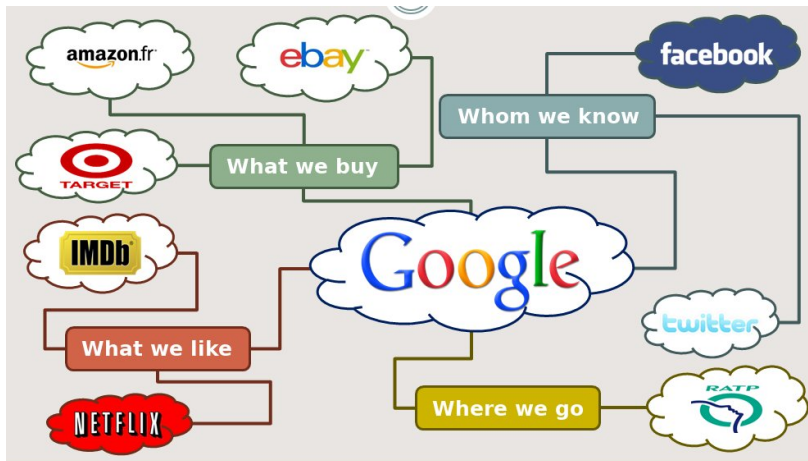 amazon.fr
ebay
facebook
Whom we know
What we buy
TARGET
IMDb
Google
twitter
What we like
RATP
NETFLIX
Where we go